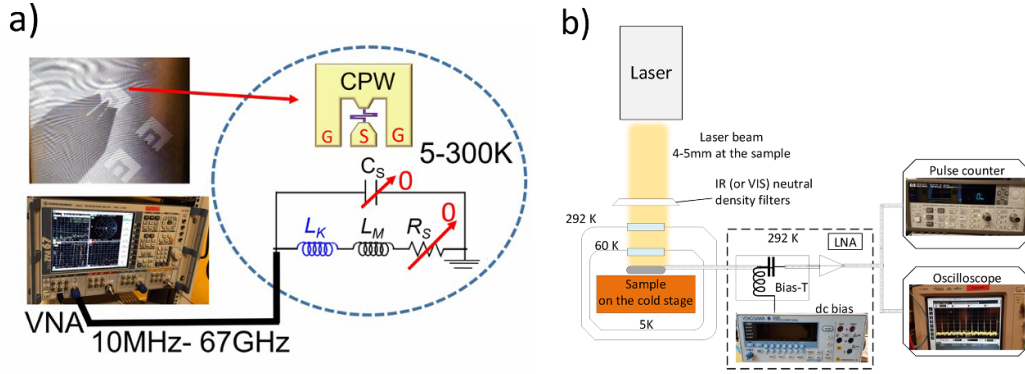 a)
CPW
G S G
5-300K
C_S
0
0
L_K L_M R_S
VNA
10MHz- 67GHz
b)
Laser
Laser beam
4-5mm at the sample
IR (or VIS) neutral
density filters
292 K
60 K
Sample
on the cold stage
5K
292 K
LNA
Bias-T
dc bias
Pulse counter
Oscilloscope